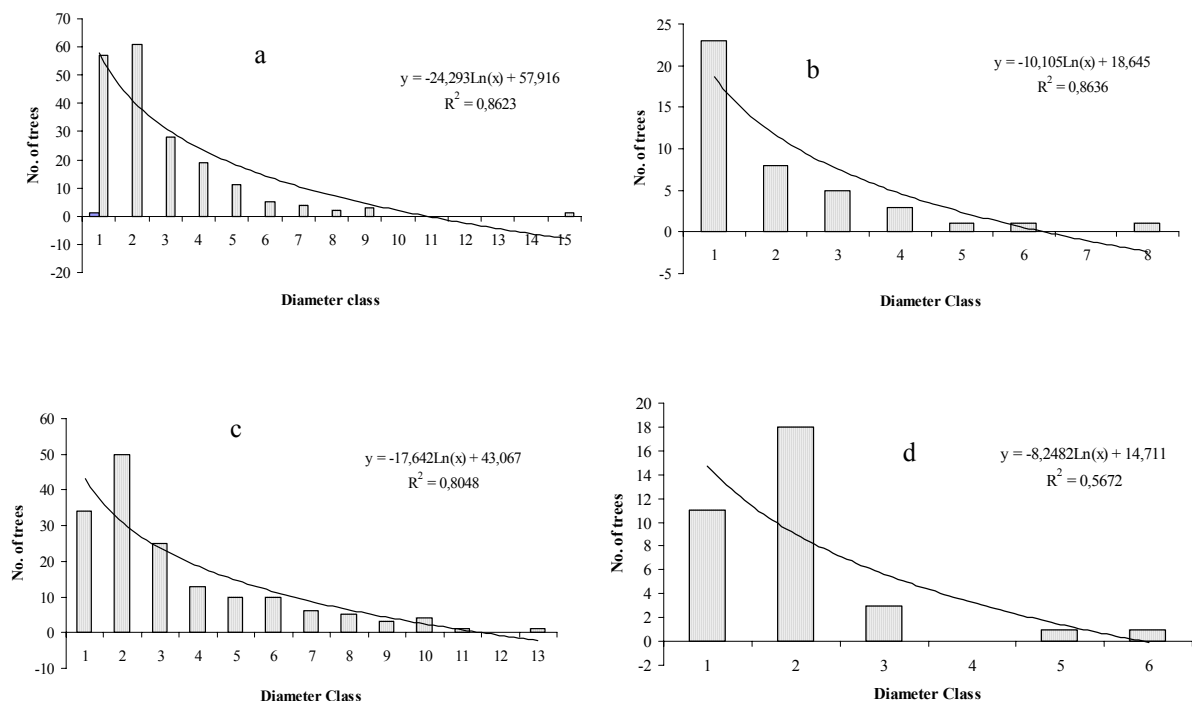 70
60
50
40
30
20
10
0
-10
-20
No. of trees
a
y = -24,293Ln(x) + 57,916
R² = 0,8623
1 2 3 4 5 6 7 8 9 10 11 12 13 14 15
Diameter class
25
20
15
10
5
0
-5
No. of trees
b
y = -10,105Ln(x) + 18,645
R² = 0,8636
1 2 3 4 5 6 7 8
Diameter Class
60
50
40
30
20
10
0
-10
No. of trees
c
y = -17,642Ln(x) + 43,067
R² = 0,8048
1 2 3 4 5 6 7 8 9 10 11 12 13
Diameter Class
20
18
16
14
12
10
8
6
4
2
0
-2
No. of trees
d
y = -8,2482Ln(x) + 14,711
R² = 0,5672
1 2 3 4 5 6
Diameter Class